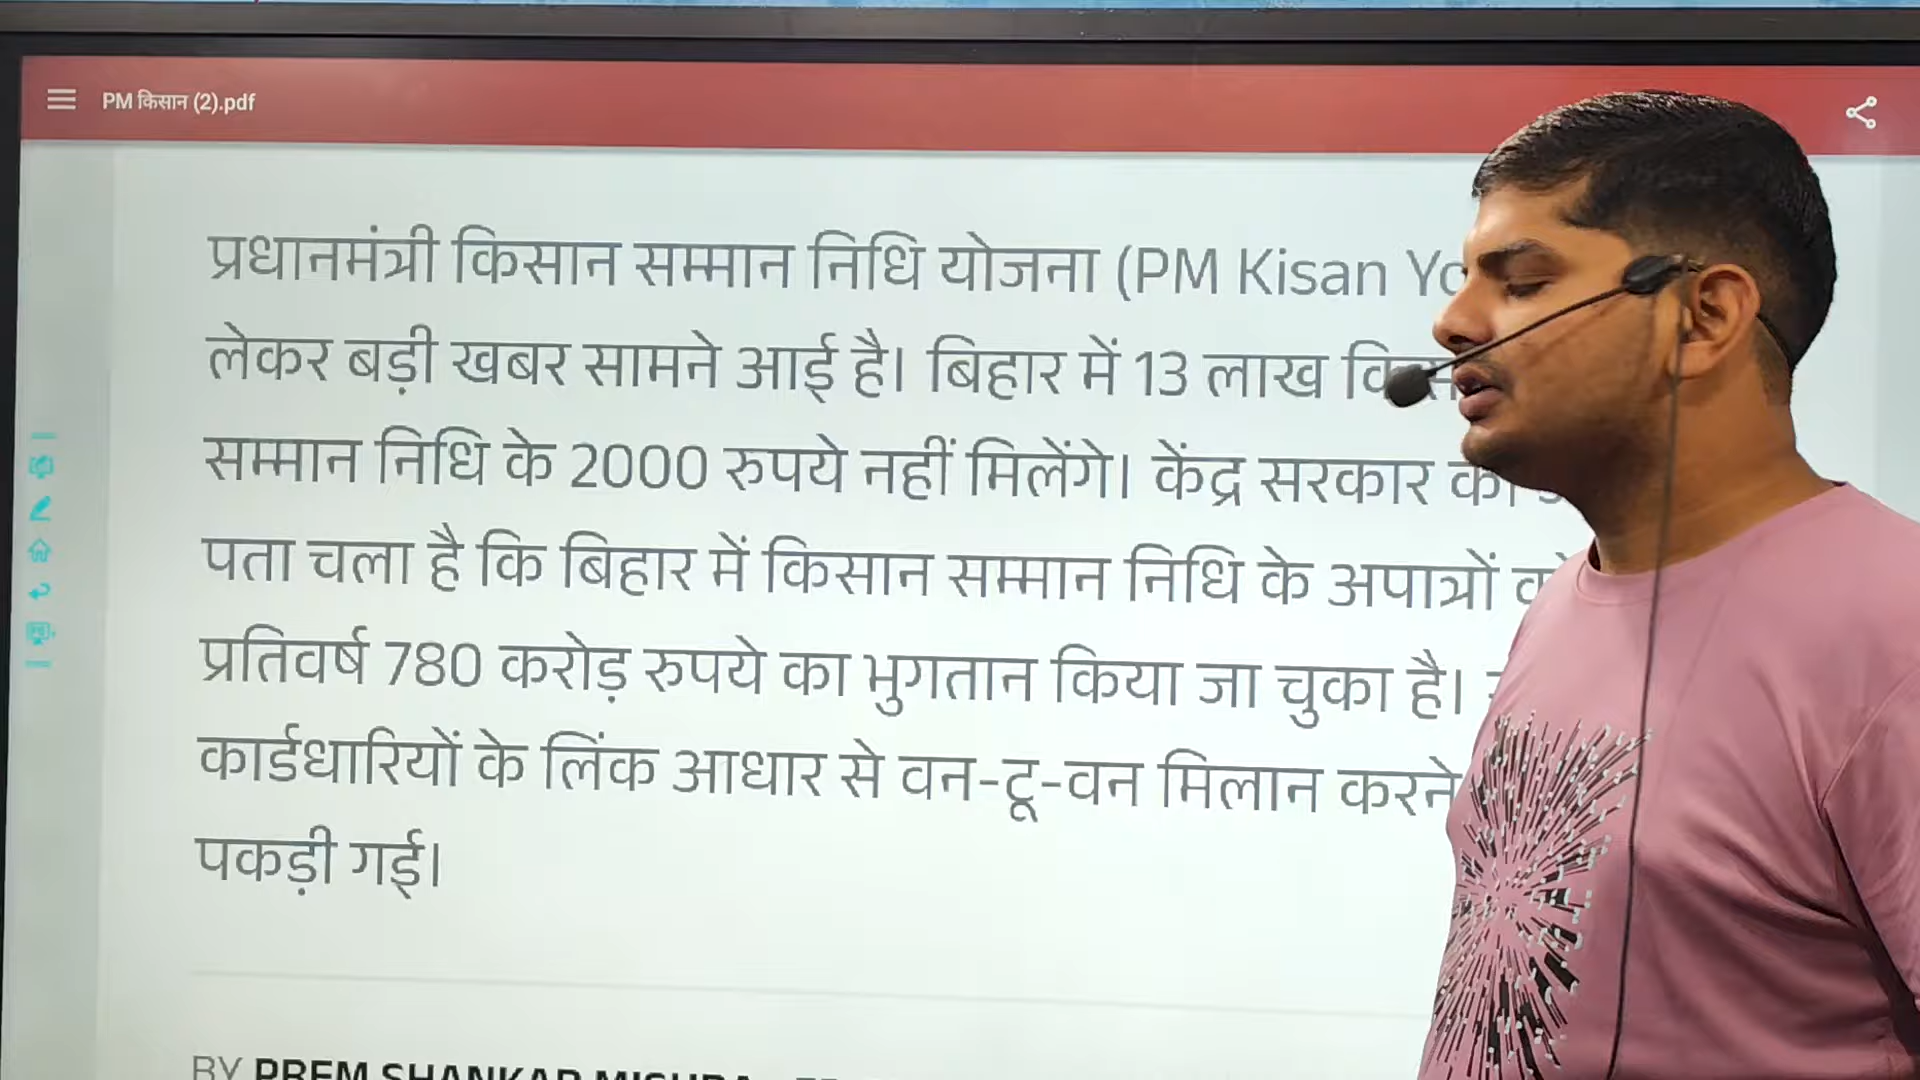 PM किसान (2).pdf
प्रधानमंत्री किसान सम्मान निधि योजना (PM Kisan
लेकर बड़ी खबर सामने आई है। बिहार में 13 लाख
सम्मान निधि के 2000 रुपये नहीं मिलेंगे। केंद्र सरकार
पता चला है कि बिहार में किसान सम्मान निधि के अपात्रों
प्रतिवर्ष 780 करोड़ रुपये का भुगतान किया जा चुका है।
कार्डधारियों के लिंक आधार से वन-टू-वन मिलान करने
पकड़ी गई।
BY PREM SHANKAR MISHRA